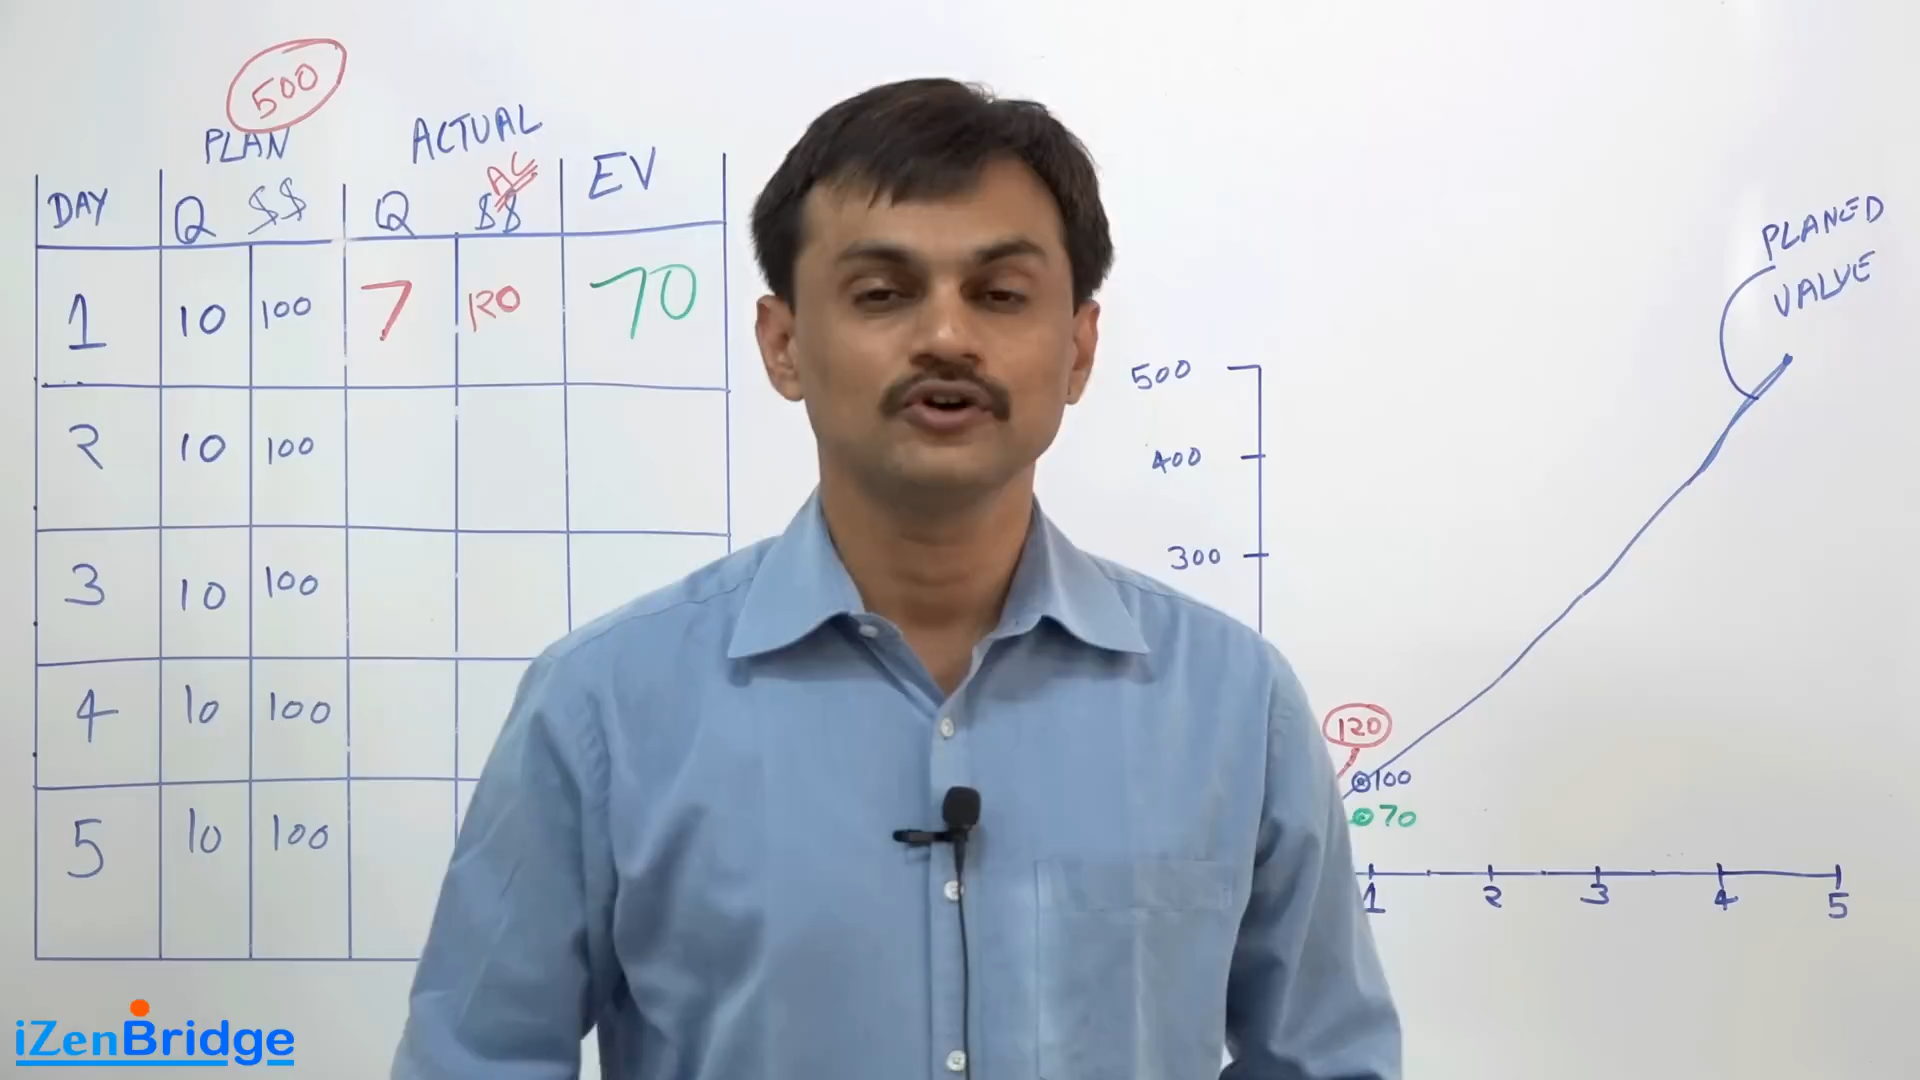 500
PLAN
ACTUAL
AC
EV
DAY
Q $$
Q $$
1 10 100 7 120 70
2 10 100
3 10 100
4 10 100
5 10 100
PLANED
VALUE
500
400
300
120
100
70
1 2 3 4 5
iZenBridge